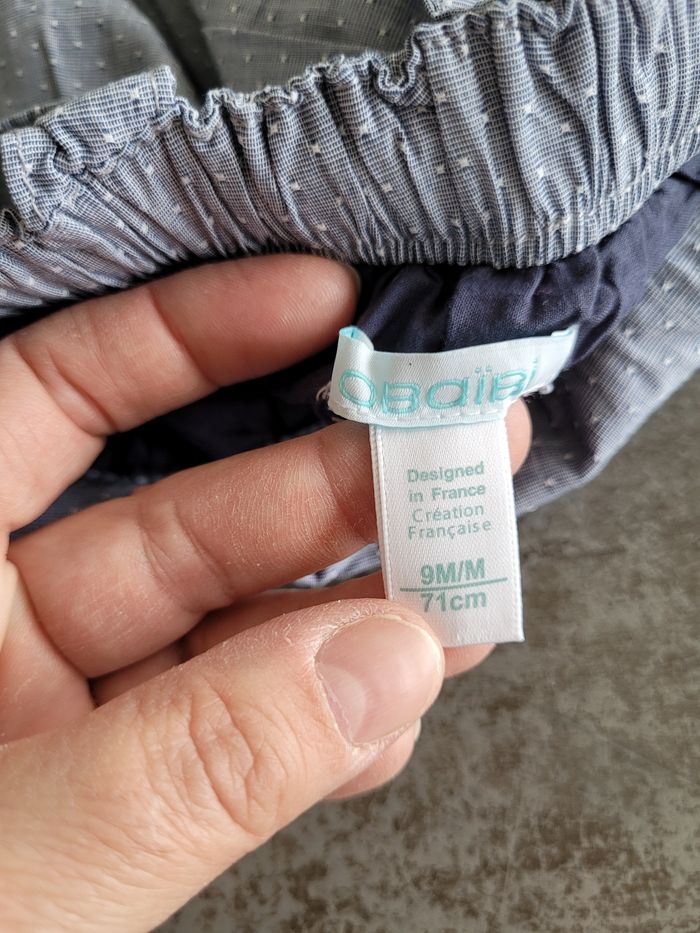 OBAÏBI
Designed
in France
Création
Française
9M/M
71cm